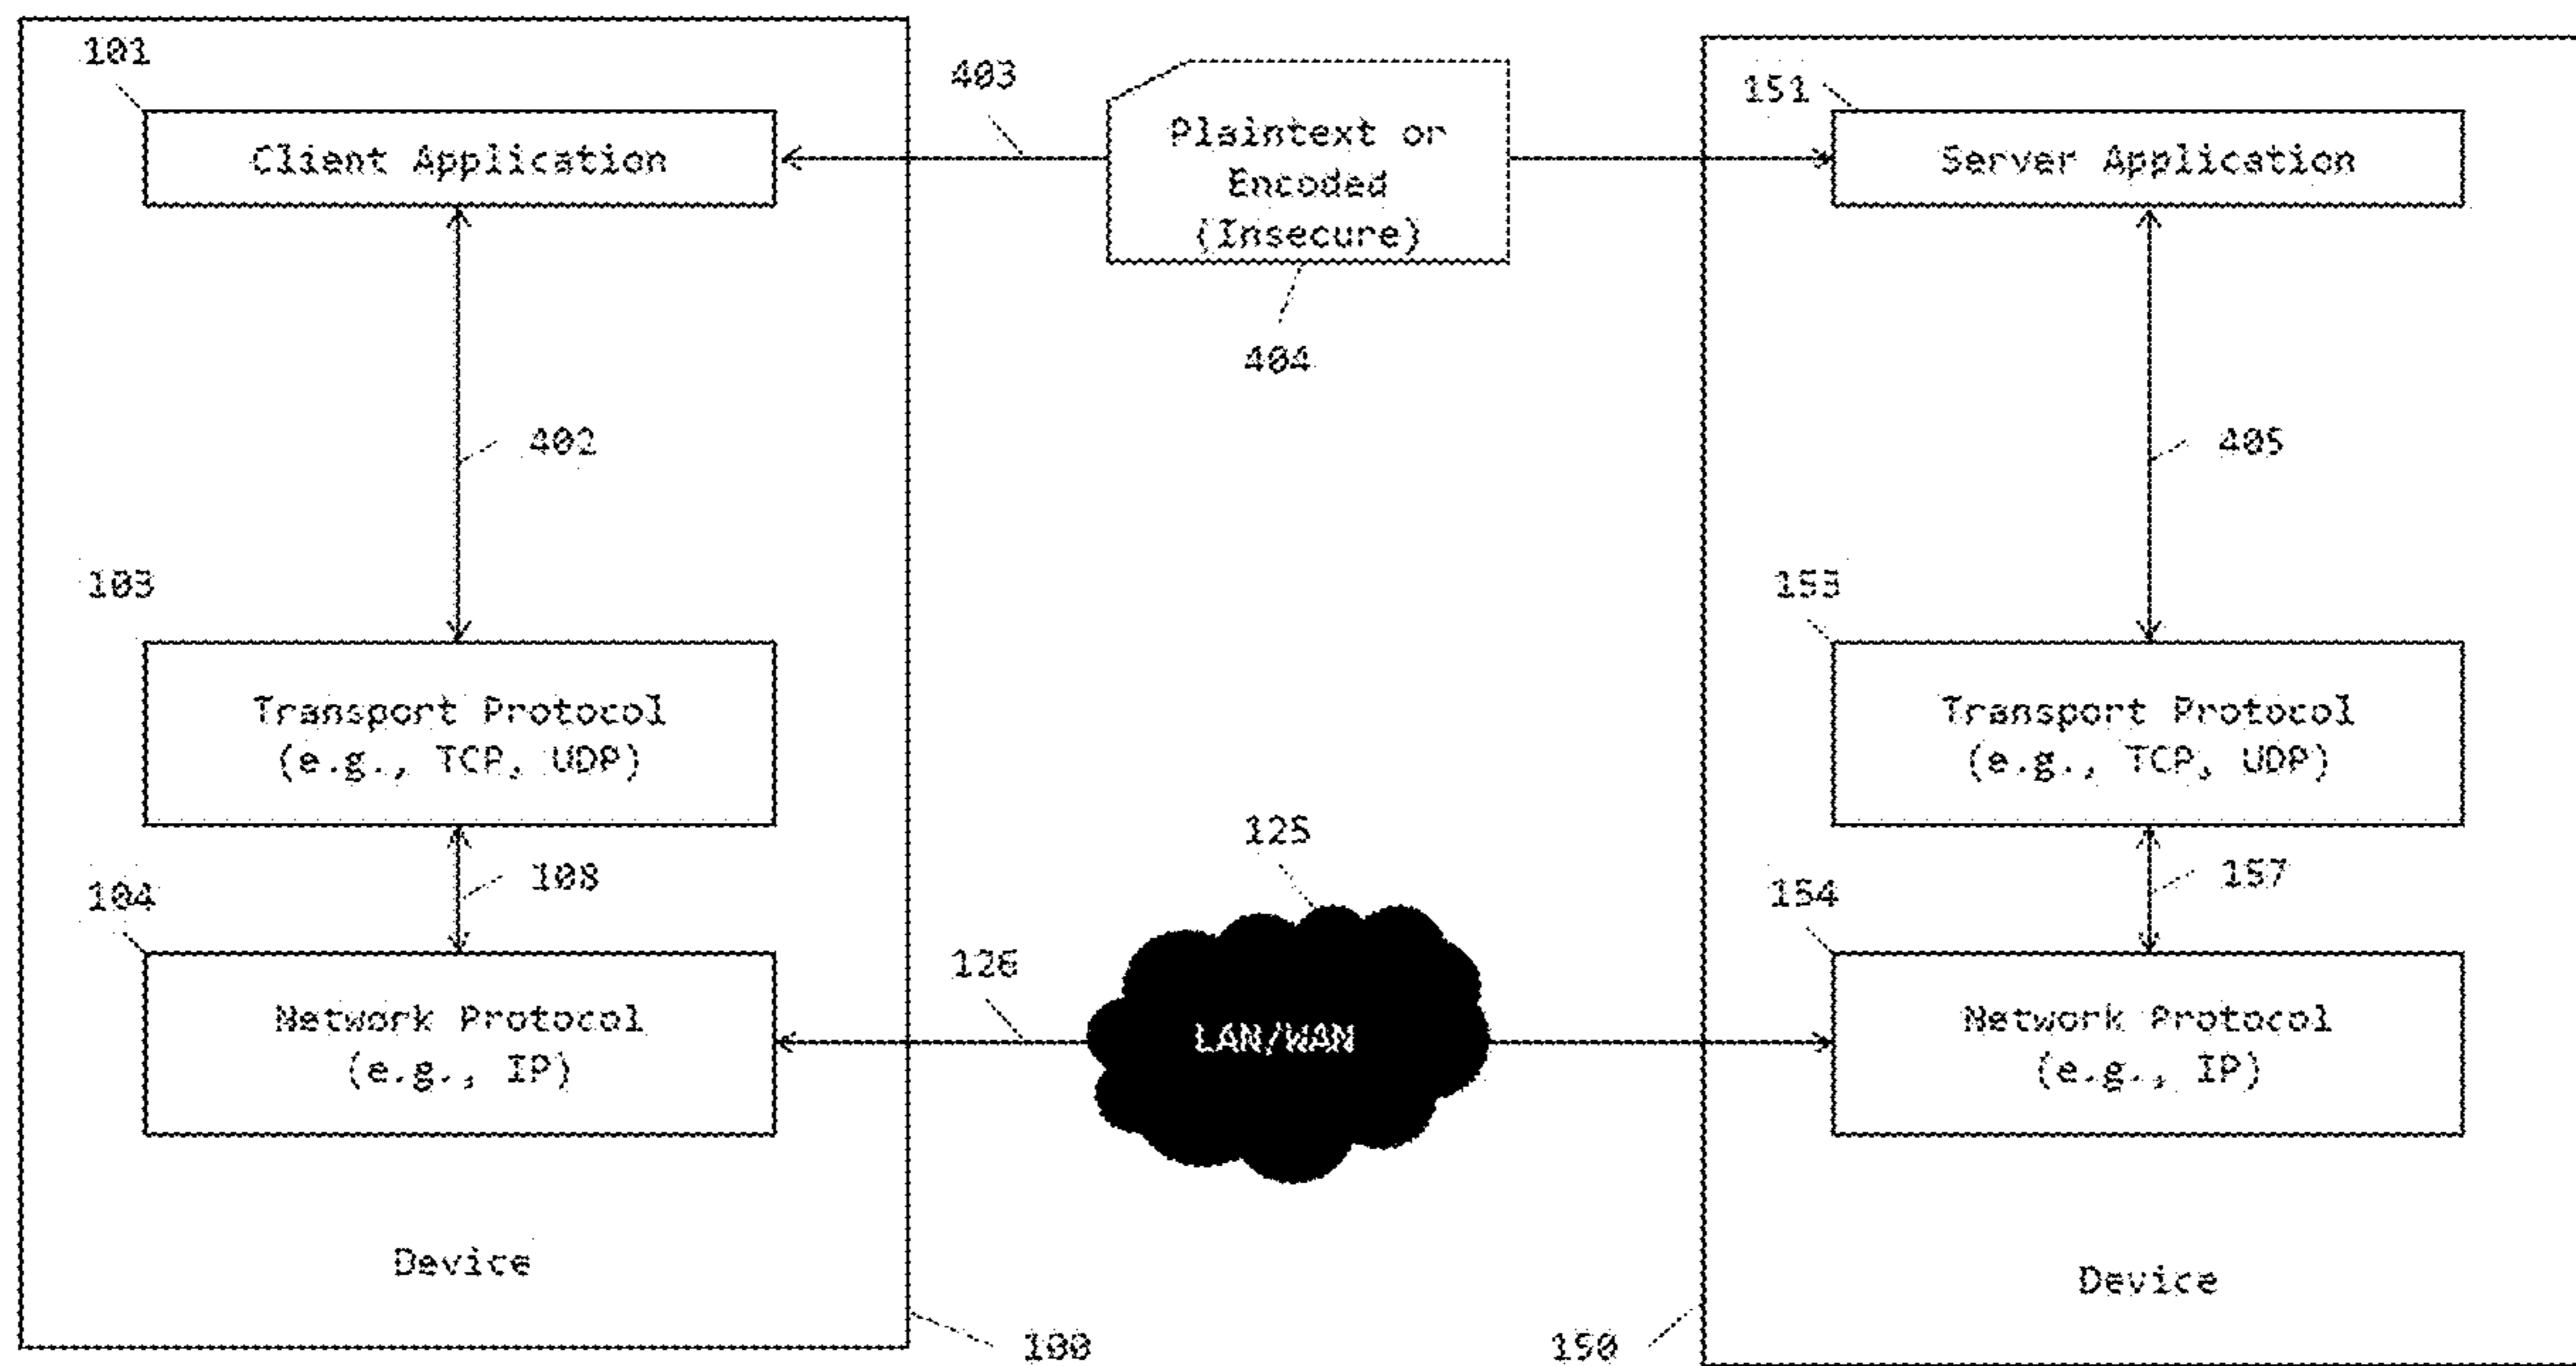 101
403
151
Client Application
Plaintext or
Encoded
(Insecure)
Server Application
404
402
405
103
153
Transport Protocol
(e.g., TCP, UDP)
Transport Protocol
(e.g., TCP, UDP)
125
108
157
104
154
126
Network Protocol
(e.g., IP)
LAN/WAN
Network Protocol
(e.g., IP)
Device
Device
100
150